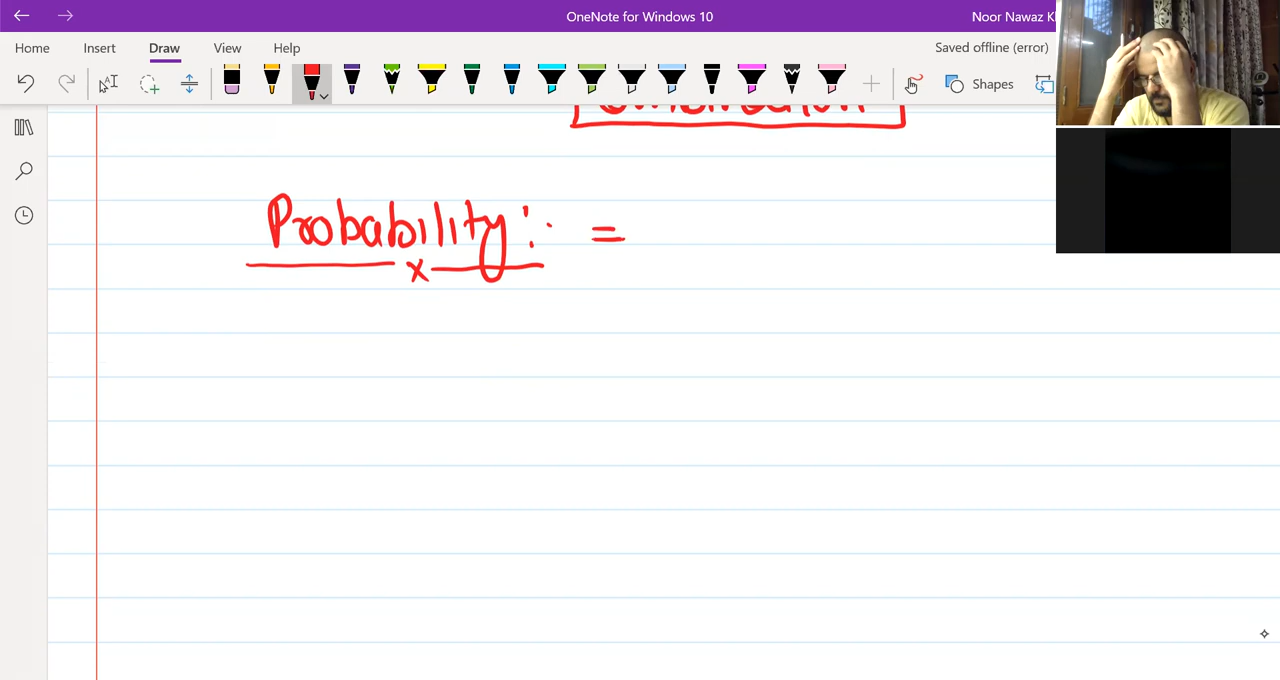 OneNote for Windows 10
Noor Nawaz
Home Insert Draw View Help
Saved offline (error)
Shapes
Probability:- =
x